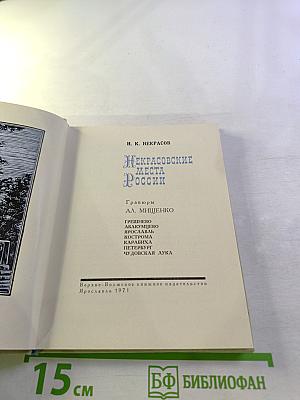 Н. К. НЕКРАСОВ
НЕКРАСОВСКИЕ
МЕСТА
РОССИИ
Гравюры
АЛ. МИЩЕНКО
ГРЕШНЕВО
АБАКУМЦЕВО
ЯРОСЛАВЛЬ
КОСТРОМА
КАРАБИХА
ПЕТЕРБУРГ
ЧУДОВСКАЯ ЛУКА
Верхне-Волжское книжное издательство
Ярославль 1971
15 см
БФ БИБЛИОФАН